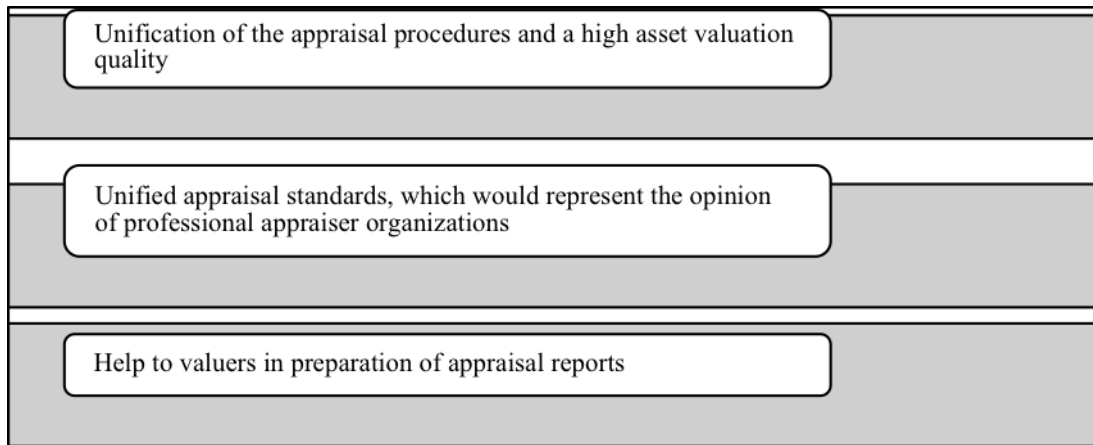 Unification of the appraisal procedures and a high asset valuation
quality
Unified appraisal standards, which would represent the opinion
of professional appraiser organizations
Help to valuers in preparation of appraisal reports